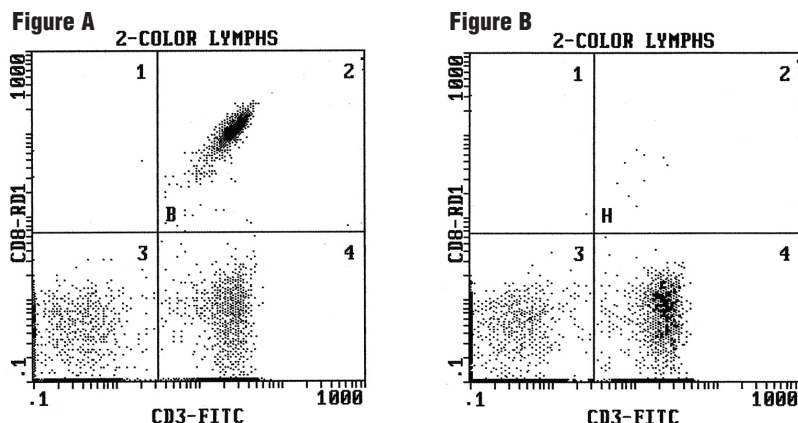 Figure A
2-COLOR LYMPHS
1000
CD8-RD1
.1
1
2
B
3
4
.1
1000
CD3-FITC
Figure B
2-COLOR LYMPHS
1000
CD8-RD1
.1
1
2
H
3
4
.1
1000
CD3-FITC